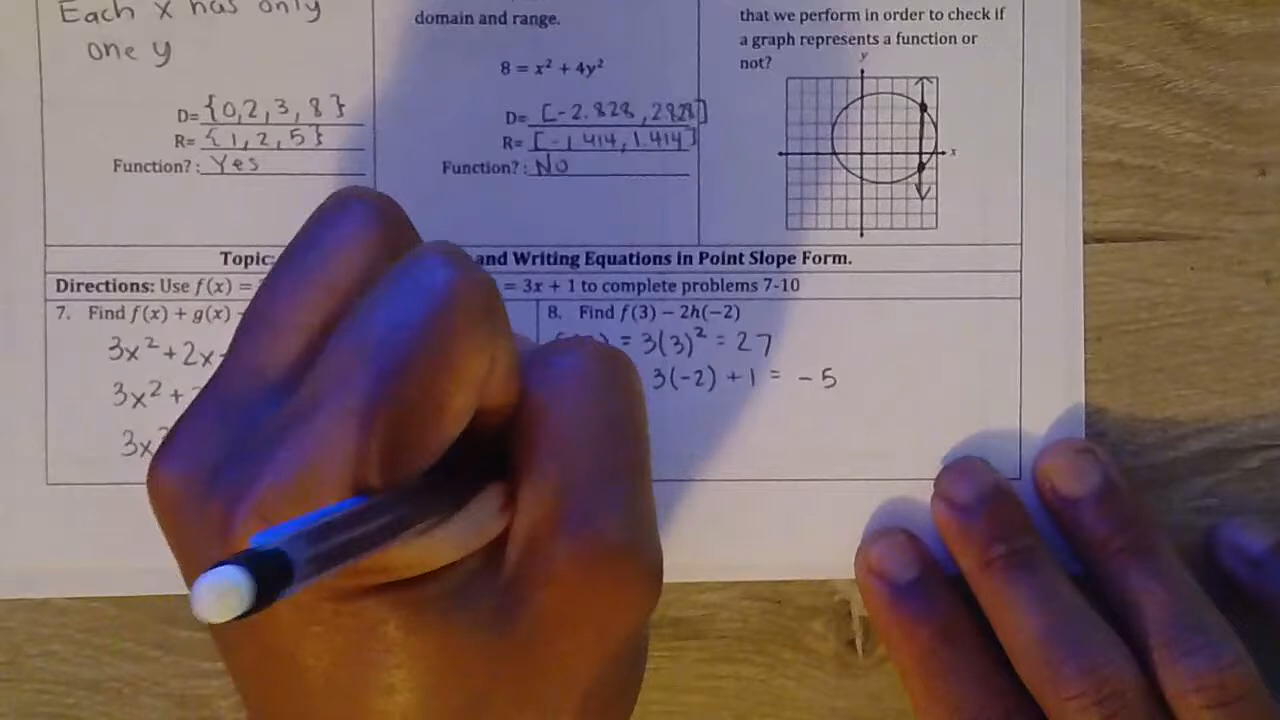 Each x has only
one y
D= {0, 2, 3, 8}
R= {1, 2, 5}
Function? : Yes
domain and range.
8 = x² + 4y²
D= [-2.828, 2.828]
R= [-1.414, 1.414]
Function? : No
that we perform in order to check if
a graph represents a function or
not?
y
x
Topic: and Writing Equations in Point Slope Form.
Directions: Use f(x) = = 3x + 1 to complete problems 7-10
7. Find f(x) + g(x)
3x² + 2x
3x² +
3x
8. Find f(3) − 2h(−2)
= 3(3)² = 27
3(-2) + 1 = -5